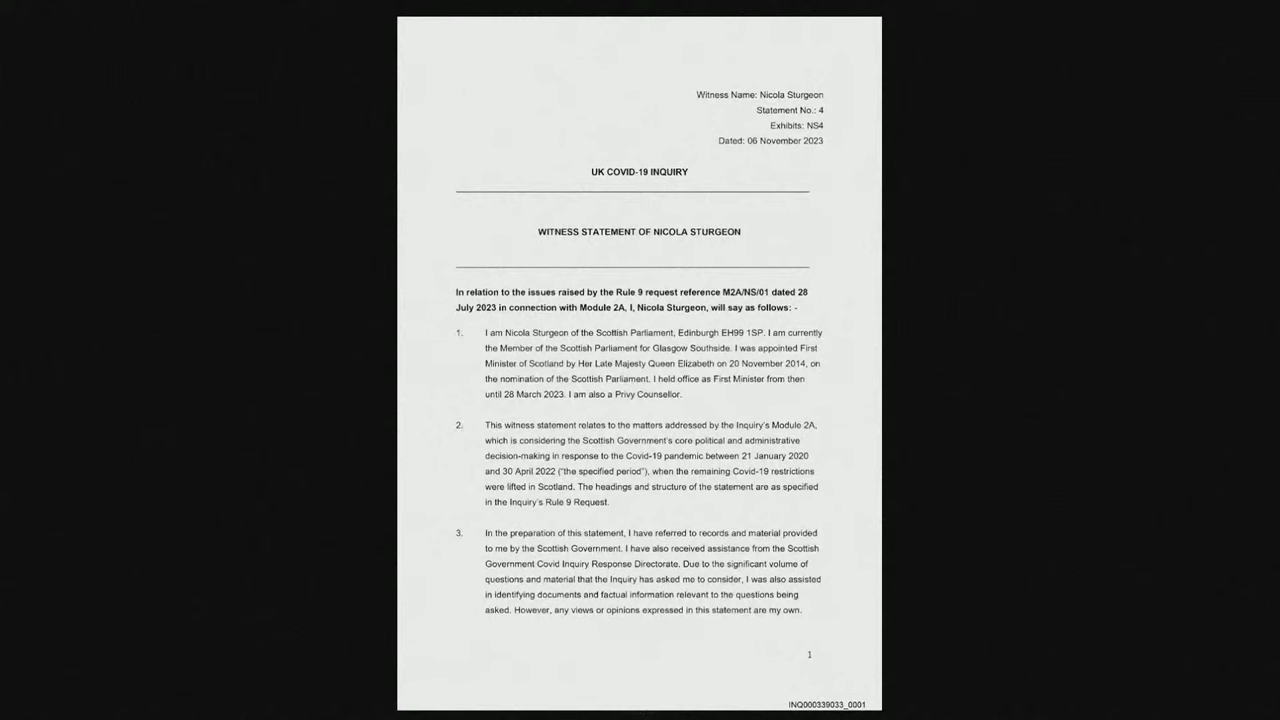 Witness Name: Nicola Sturgeon
Statement No.: 4
Exhibits: NS4
Dated: 06 November 2023
UK COVID-19 INQUIRY
WITNESS STATEMENT OF NICOLA STURGEON
In relation to the issues raised by the Rule 9 request reference M2A/NS/01 dated 28
July 2023 in connection with Module 2A, I, Nicola Sturgeon, will say as follows: -
1. I am Nicola Sturgeon of the Scottish Parliament, Edinburgh EH99 1SP. I am currently
the Member of the Scottish Parliament for Glasgow Southside. I was appointed First
Minister of Scotland by Her Late Majesty Queen Elizabeth on 20 November 2014, on
the nomination of the Scottish Parliament. I held office as First Minister from then
until 28 March 2023. I am also a Privy Counsellor.
2. This witness statement relates to the matters addressed by the Inquiry's Module 2A,
which is considering the Scottish Government's core political and administrative
decision-making in response to the Covid-19 pandemic between 21 January 2020
and 30 April 2022 ("the specified period"), when the remaining Covid-19 restrictions
were lifted in Scotland. The headings and structure of the statement are as specified
in the Inquiry's Rule 9 Request.
3. In the preparation of this statement, I have referred to records and material provided
to me by the Scottish Government. I have also received assistance from the Scottish
Government Covid Inquiry Response Directorate. Due to the significant volume of
questions and material that the Inquiry has asked me to consider, I was also assisted
in identifying documents and factual information relevant to the questions being
asked. However, any views or opinions expressed in this statement are my own.
1
INQ000339033_0001